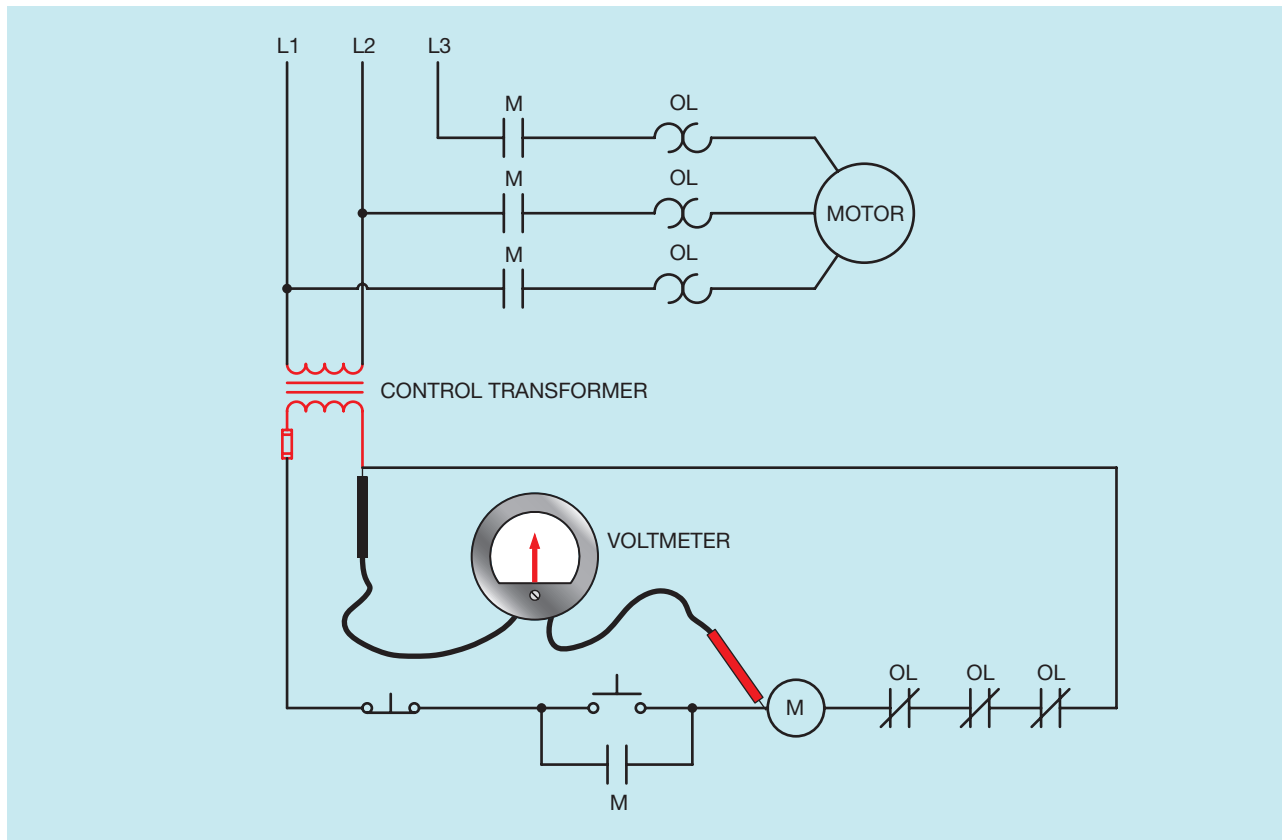 L1 L2 L3
M OL
M OL
MOTOR
M OL
CONTROL TRANSFORMER
VOLTMETER
OL OL OL
M
M